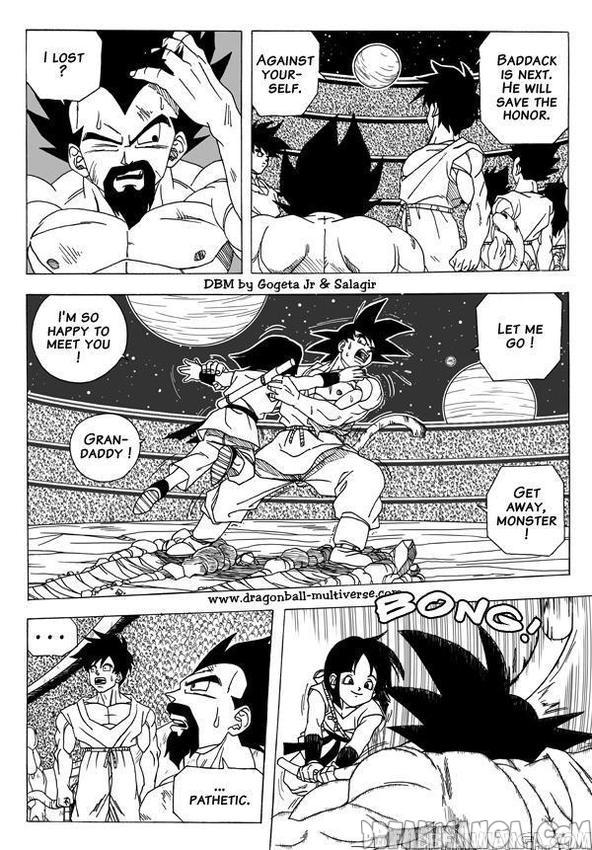 I LOST
?
AGAINST
YOUR-
SELF.
BADDACK
IS NEXT.
HE WILL
SAVE THE
HONOR.
DBM by Gogeta Jr & Salagir
I'M SO
HAPPY TO
MEET YOU
!
GRAN-
DADDY !
LET ME
GO !
GET
AWAY,
MONSTER
!
www.dragonball-multiverse.com
BONG!
...
...
PATHETIC.